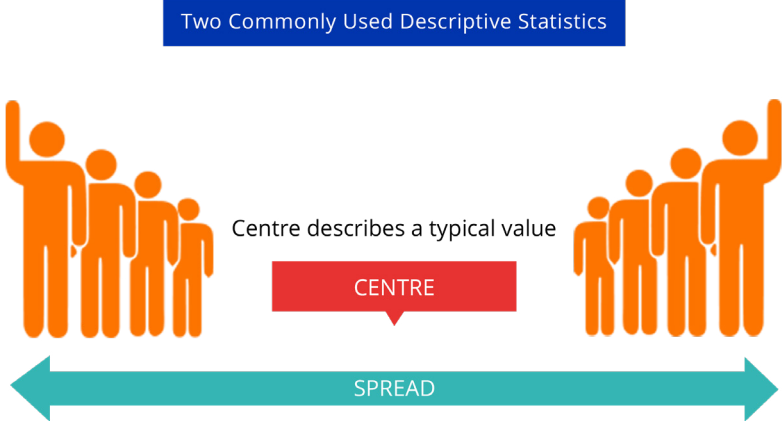 Two Commonly Used Descriptive Statistics
Centre describes a typical value
CENTRE
SPREAD